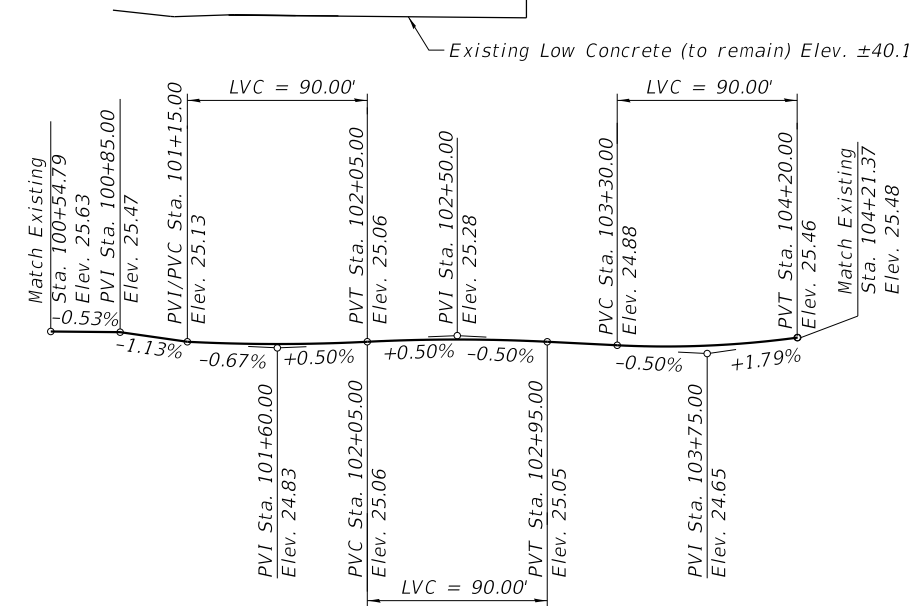 Existing Low Concrete (to remain) Elev. ±40.1
LVC = 90.00'
LVC = 90.00'
Match Existing
Sta. 100+54.79
Elev. 25.63
PVI Sta. 100+85.00
Elev. 25.47
PVI/PVC Sta. 101+15.00
Elev. 25.13
PVT Sta. 102+05.00
Elev. 25.06
PVI Sta. 102+50.00
Elev. 25.28
PVC Sta. 103+30.00
Elev. 24.88
PVT Sta. 104+20.00
Elev. 25.46
Match Existing
Sta. 104+21.37
Elev. 25.48
-0.53%
-1.13%
-0.67%
+0.50%
+0.50%
-0.50%
-0.50%
+1.79%
PVI Sta. 101+60.00
Elev. 24.83
PVC Sta. 102+05.00
Elev. 25.06
PVT Sta. 102+95.00
Elev. 25.05
PVI Sta. 103+75.00
Elev. 24.65
LVC = 90.00'